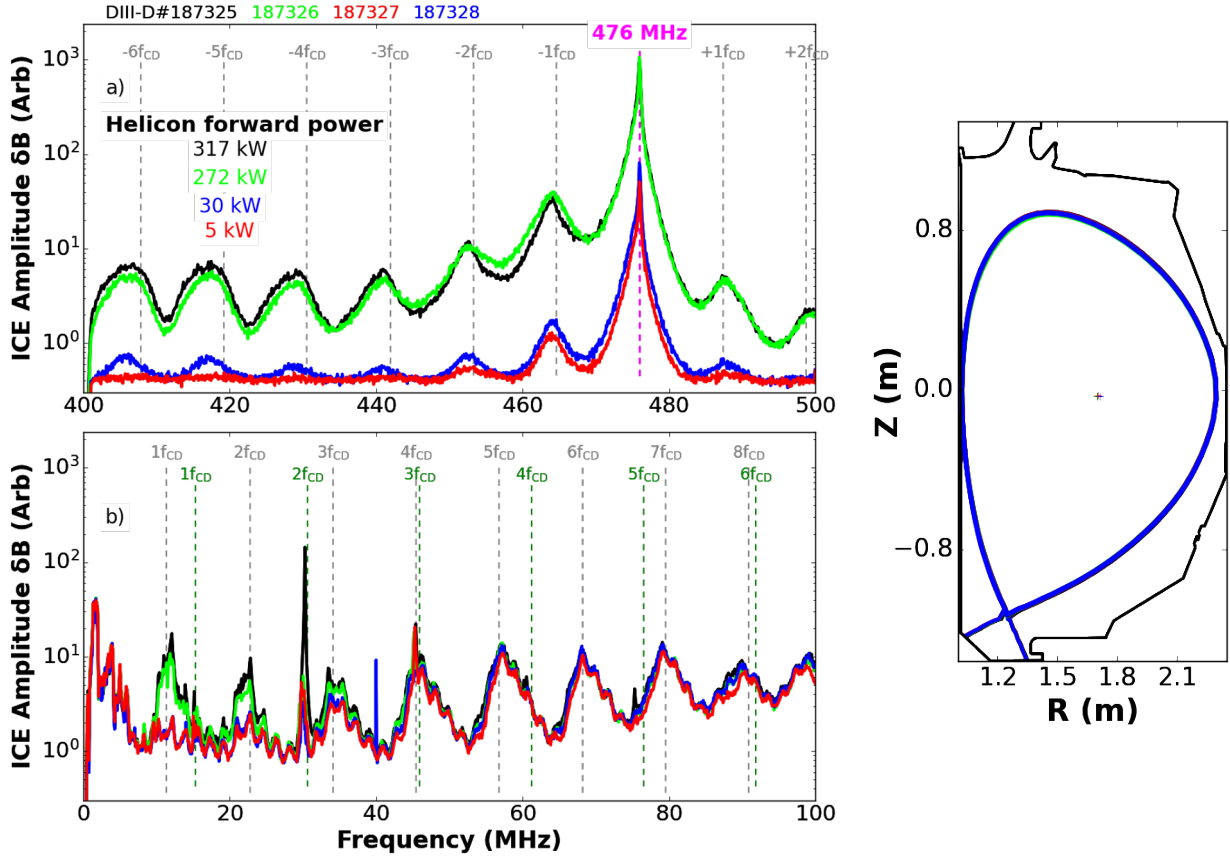 DIII-D#187325 187326 187327 187328
476 MHz
-6fCD -5fCD -4fCD -3fCD -2fCD -1fCD +1fCD +2fCD
a)
Helicon forward power
317 kW
272 kW
30 kW
5 kW
ICE Amplitude δB (Arb)
10³
10²
10¹
10⁰
400 420 440 460 480 500
1fCD 2fCD 3fCD 4fCD 5fCD 6fCD 7fCD 8fCD
1fCD 2fCD 3fCD 4fCD 5fCD 6fCD
b)
ICE Amplitude δB (Arb)
10³
10²
10¹
10⁰
0 20 40 60 80 100
Frequency (MHz)
Z (m)
0.8
0.0
−0.8
1.2 1.5 1.8 2.1
R (m)